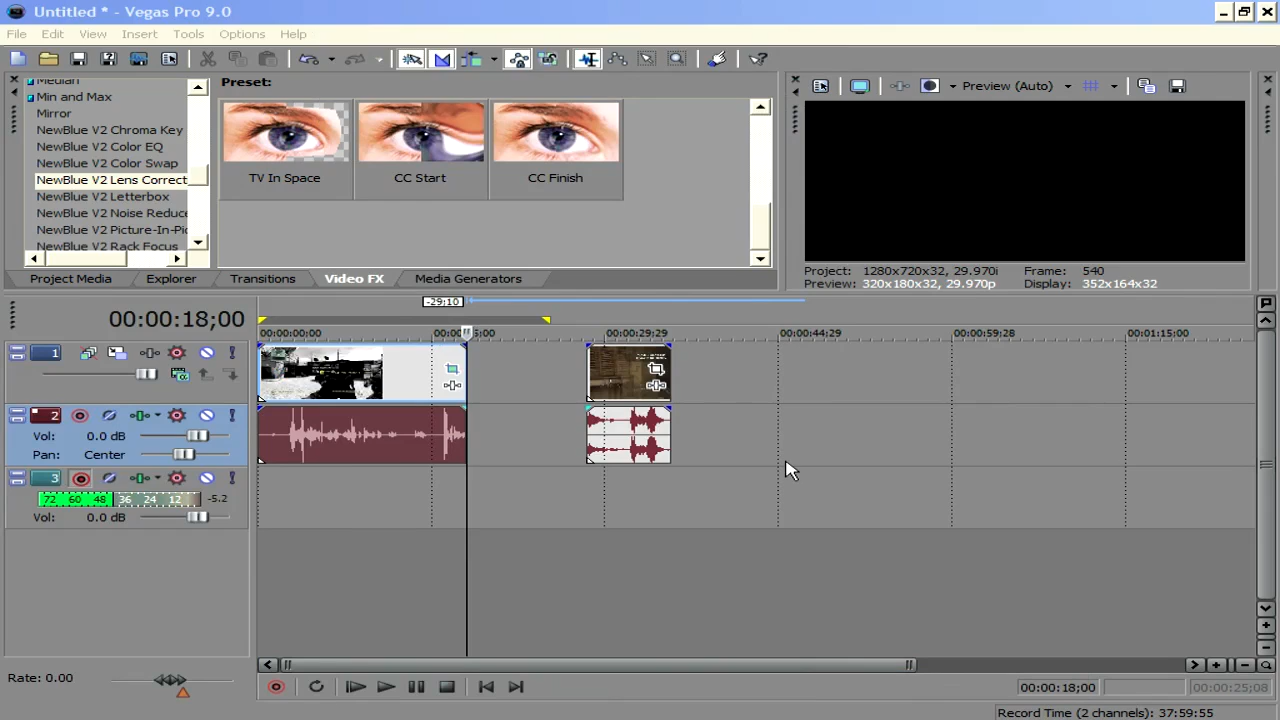 Untitled * - Vegas Pro 9.0
File Edit View Insert Tools Options Help
Median
Min and Max
Mirror
NewBlue V2 Chroma Key
NewBlue V2 Color EQ
NewBlue V2 Color Swap
NewBlue V2 Lens Correct
NewBlue V2 Letterbox
NewBlue V2 Noise Reduce
NewBlue V2 Picture-In-Pic
NewBlue V2 Rack Focus
Preset:
TV In Space CC Start CC Finish
Preview (Auto)
Project: 1280x720x32, 29.970i Frame: 540
Preview: 320x180x32, 29.970p Display: 352x164x32
Project Media Explorer Transitions Video FX Media Generators
-29;10
00:00:18;00
00:00:00;00 00:00:29;29 00:00:44;29 00:00:59;28 00:01:15;00
1
2
Vol: 0.0 dB
Pan: Center
3
72 60 48 36 24 12 -5.2
Vol: 0.0 dB
Rate: 0.00
00:00:18;00 00:00:25;08
Record Time (2 channels): 37:59:55